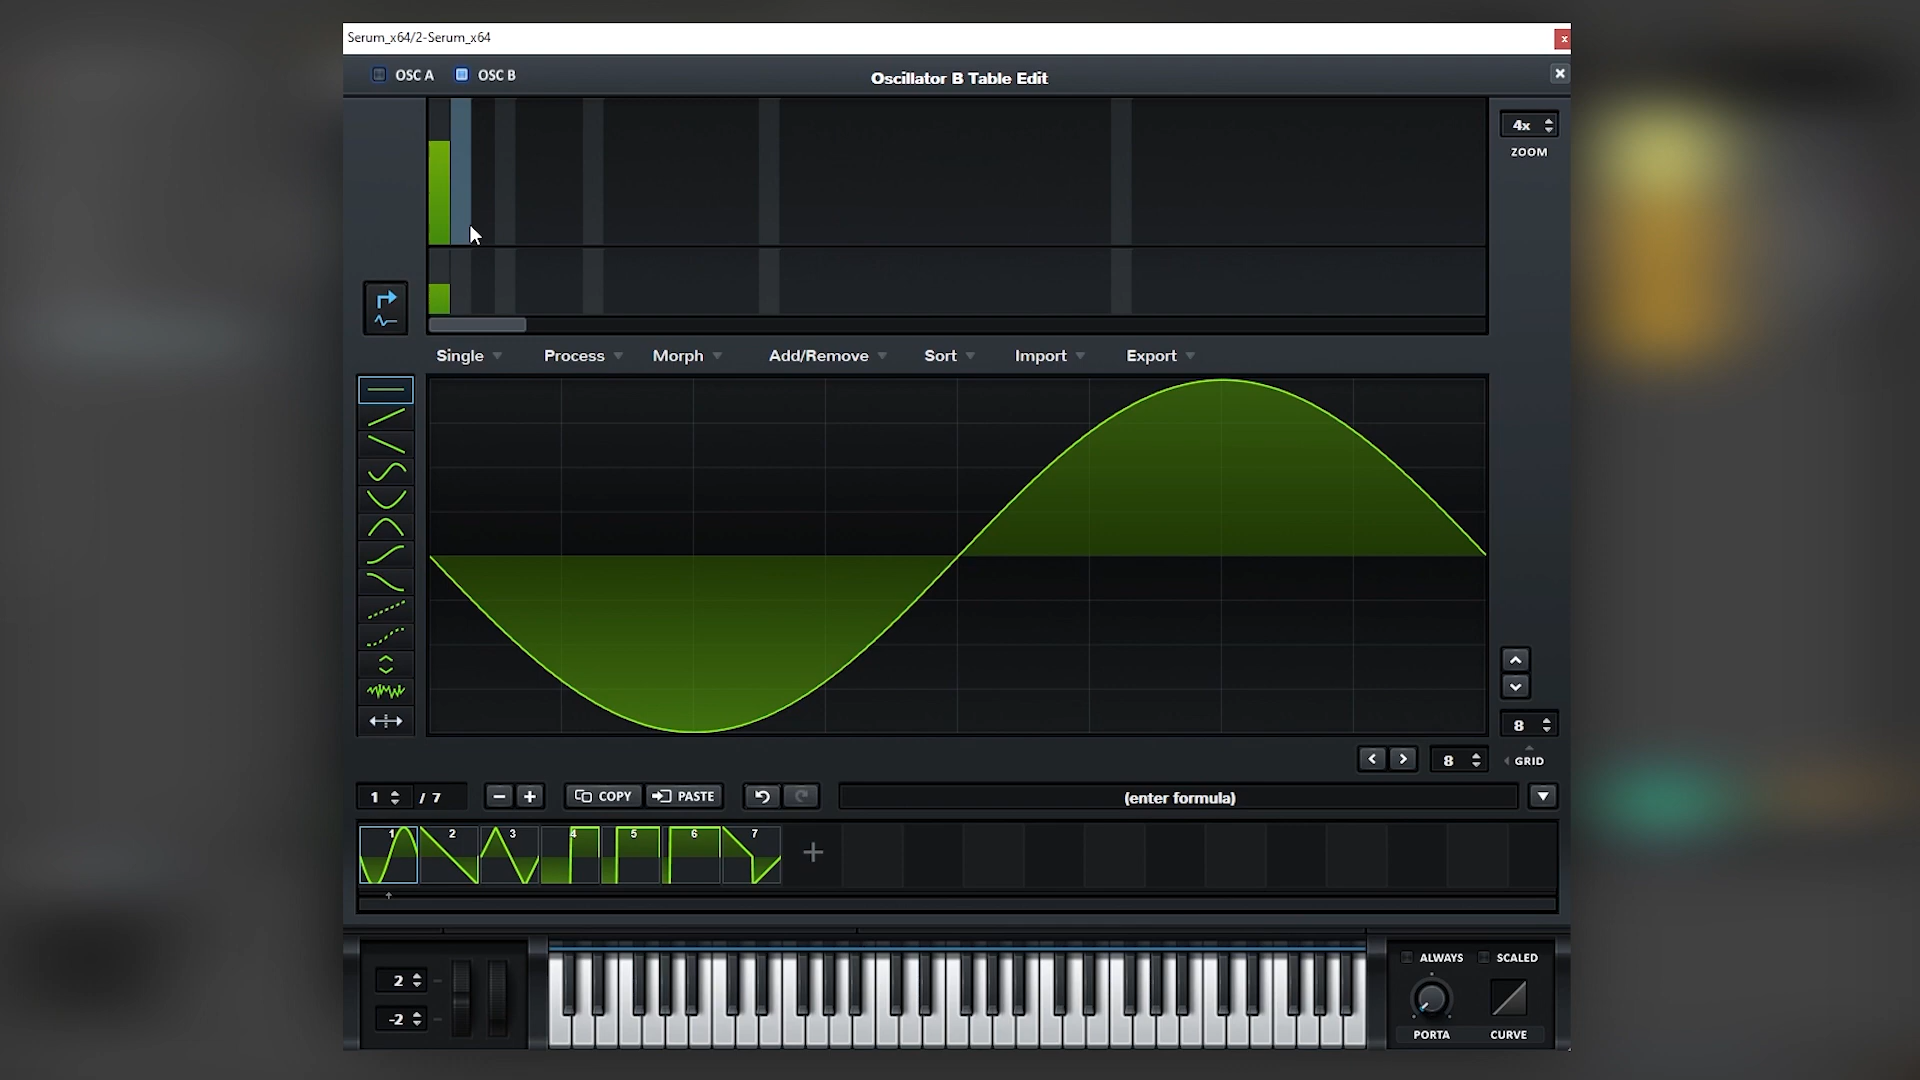 Serum_x64/2-Serum_x64
x
OSC A
OSC B
Oscillator B Table Edit
4x
ZOOM
Single
Process
Morph
Add/Remove
Sort
Import
Export
8
8
GRID
1 / 7
COPY
PASTE
(enter formula)
1
2
3
4
5
6
7
2
-2
ALWAYS
SCALED
PORTA
CURVE